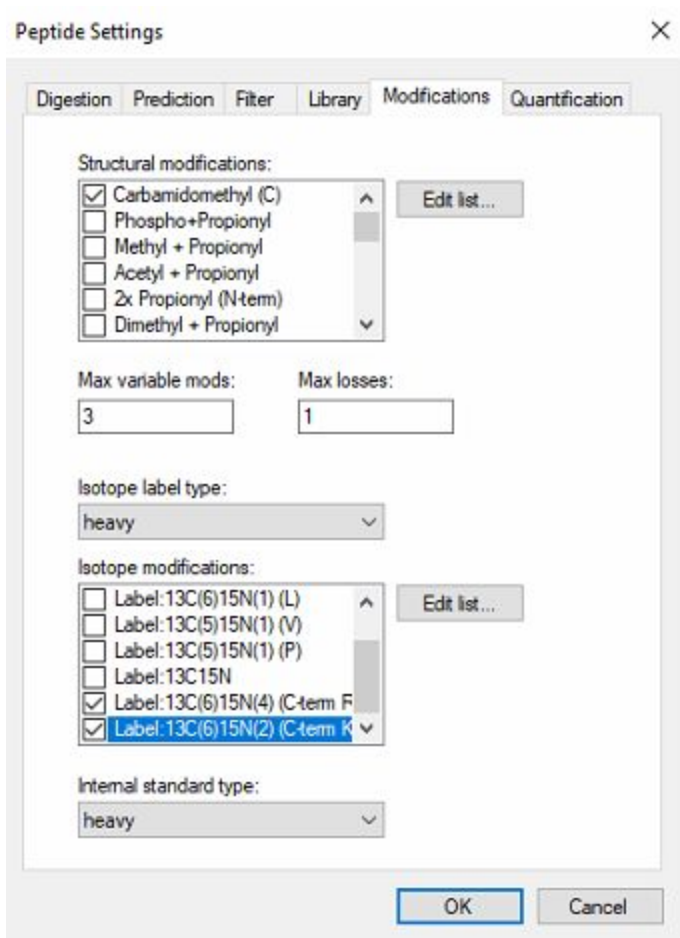 Peptide Settings
Digestion Prediction Filter Library Modifications Quantification
Structural modifications:
Carbamidomethyl (C)
Edit list...
Phospho+Propionyl
Methyl + Propionyl
Acetyl + Propionyl
2x Propionyl (N-term)
Dimethyl + Propionyl
Max variable mods: Max losses:
3 1
Isotope label type:
heavy
Isotope modifications:
Label:13C(6)15N(1) (L)
Edit list...
Label:13C(5)15N(1) (V)
Label:13C(5)15N(1) (P)
Label:13C15N
Label:13C(6)15N(4) (C-term R
Label:13C(6)15N(2) (C-term K
Internal standard type:
heavy
OK Cancel